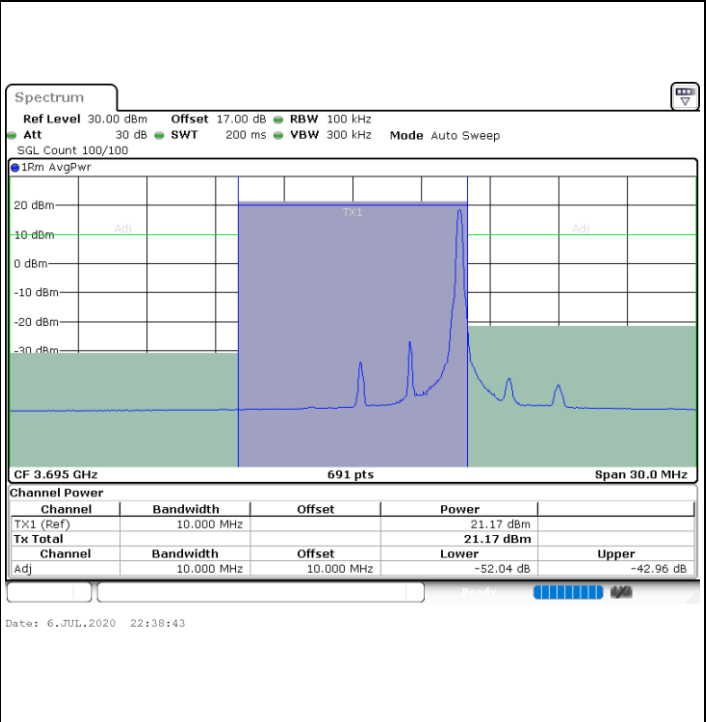 Spectrum
Ref Level 30.00 dBm Offset 17.00 dB RBW 100 kHz
Att 30 dB SWT 200 ms VBW 300 kHz Mode Auto Sweep
SGL Count 100/100
1Rm AvgPwr
20 dBm
TX1
Adj
Adj
10 dBm
0 dBm
-10 dBm
-20 dBm
-30 dBm
CF 3.695 GHz 691 pts Span 30.0 MHz
Channel Power
Channel Bandwidth Offset Power
TX1 (Ref) 10.000 MHz 21.17 dBm
Tx Total 21.17 dBm
Channel Bandwidth Offset Lower Upper
Adj 10.000 MHz 10.000 MHz -52.04 dB -42.96 dB
Ready
Date: 6.JUL.2020 22:38:43